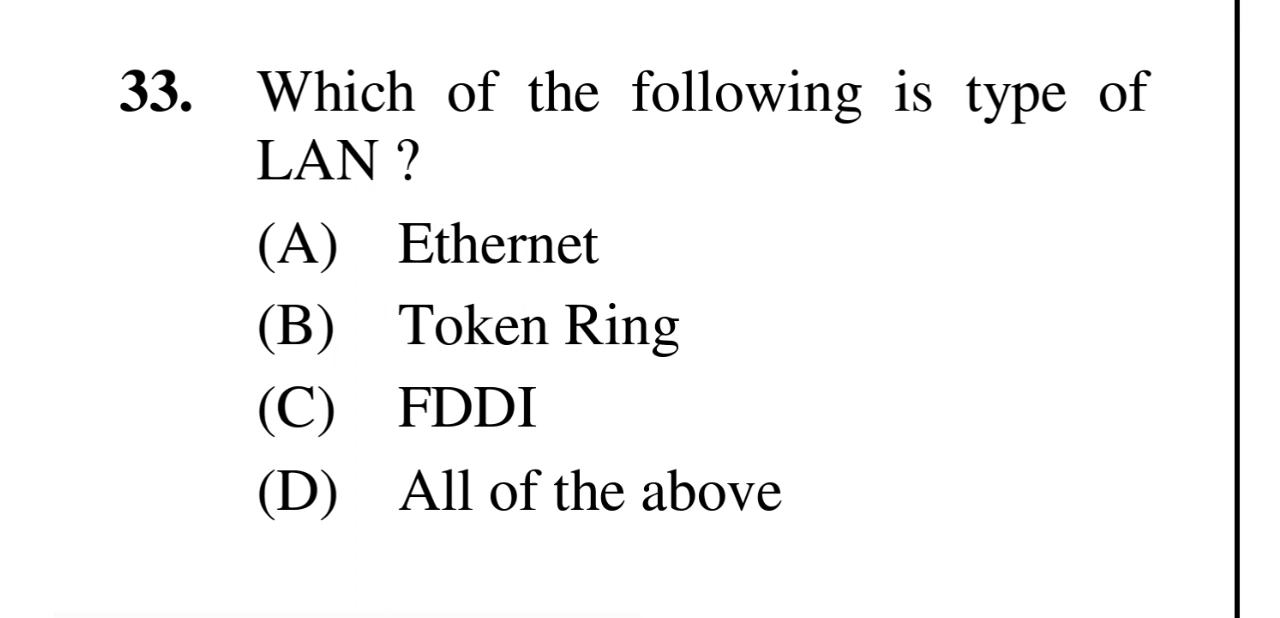 33. Which of the following is type of
LAN ?
(A) Ethernet
(B) Token Ring
(C) FDDI
(D) All of the above